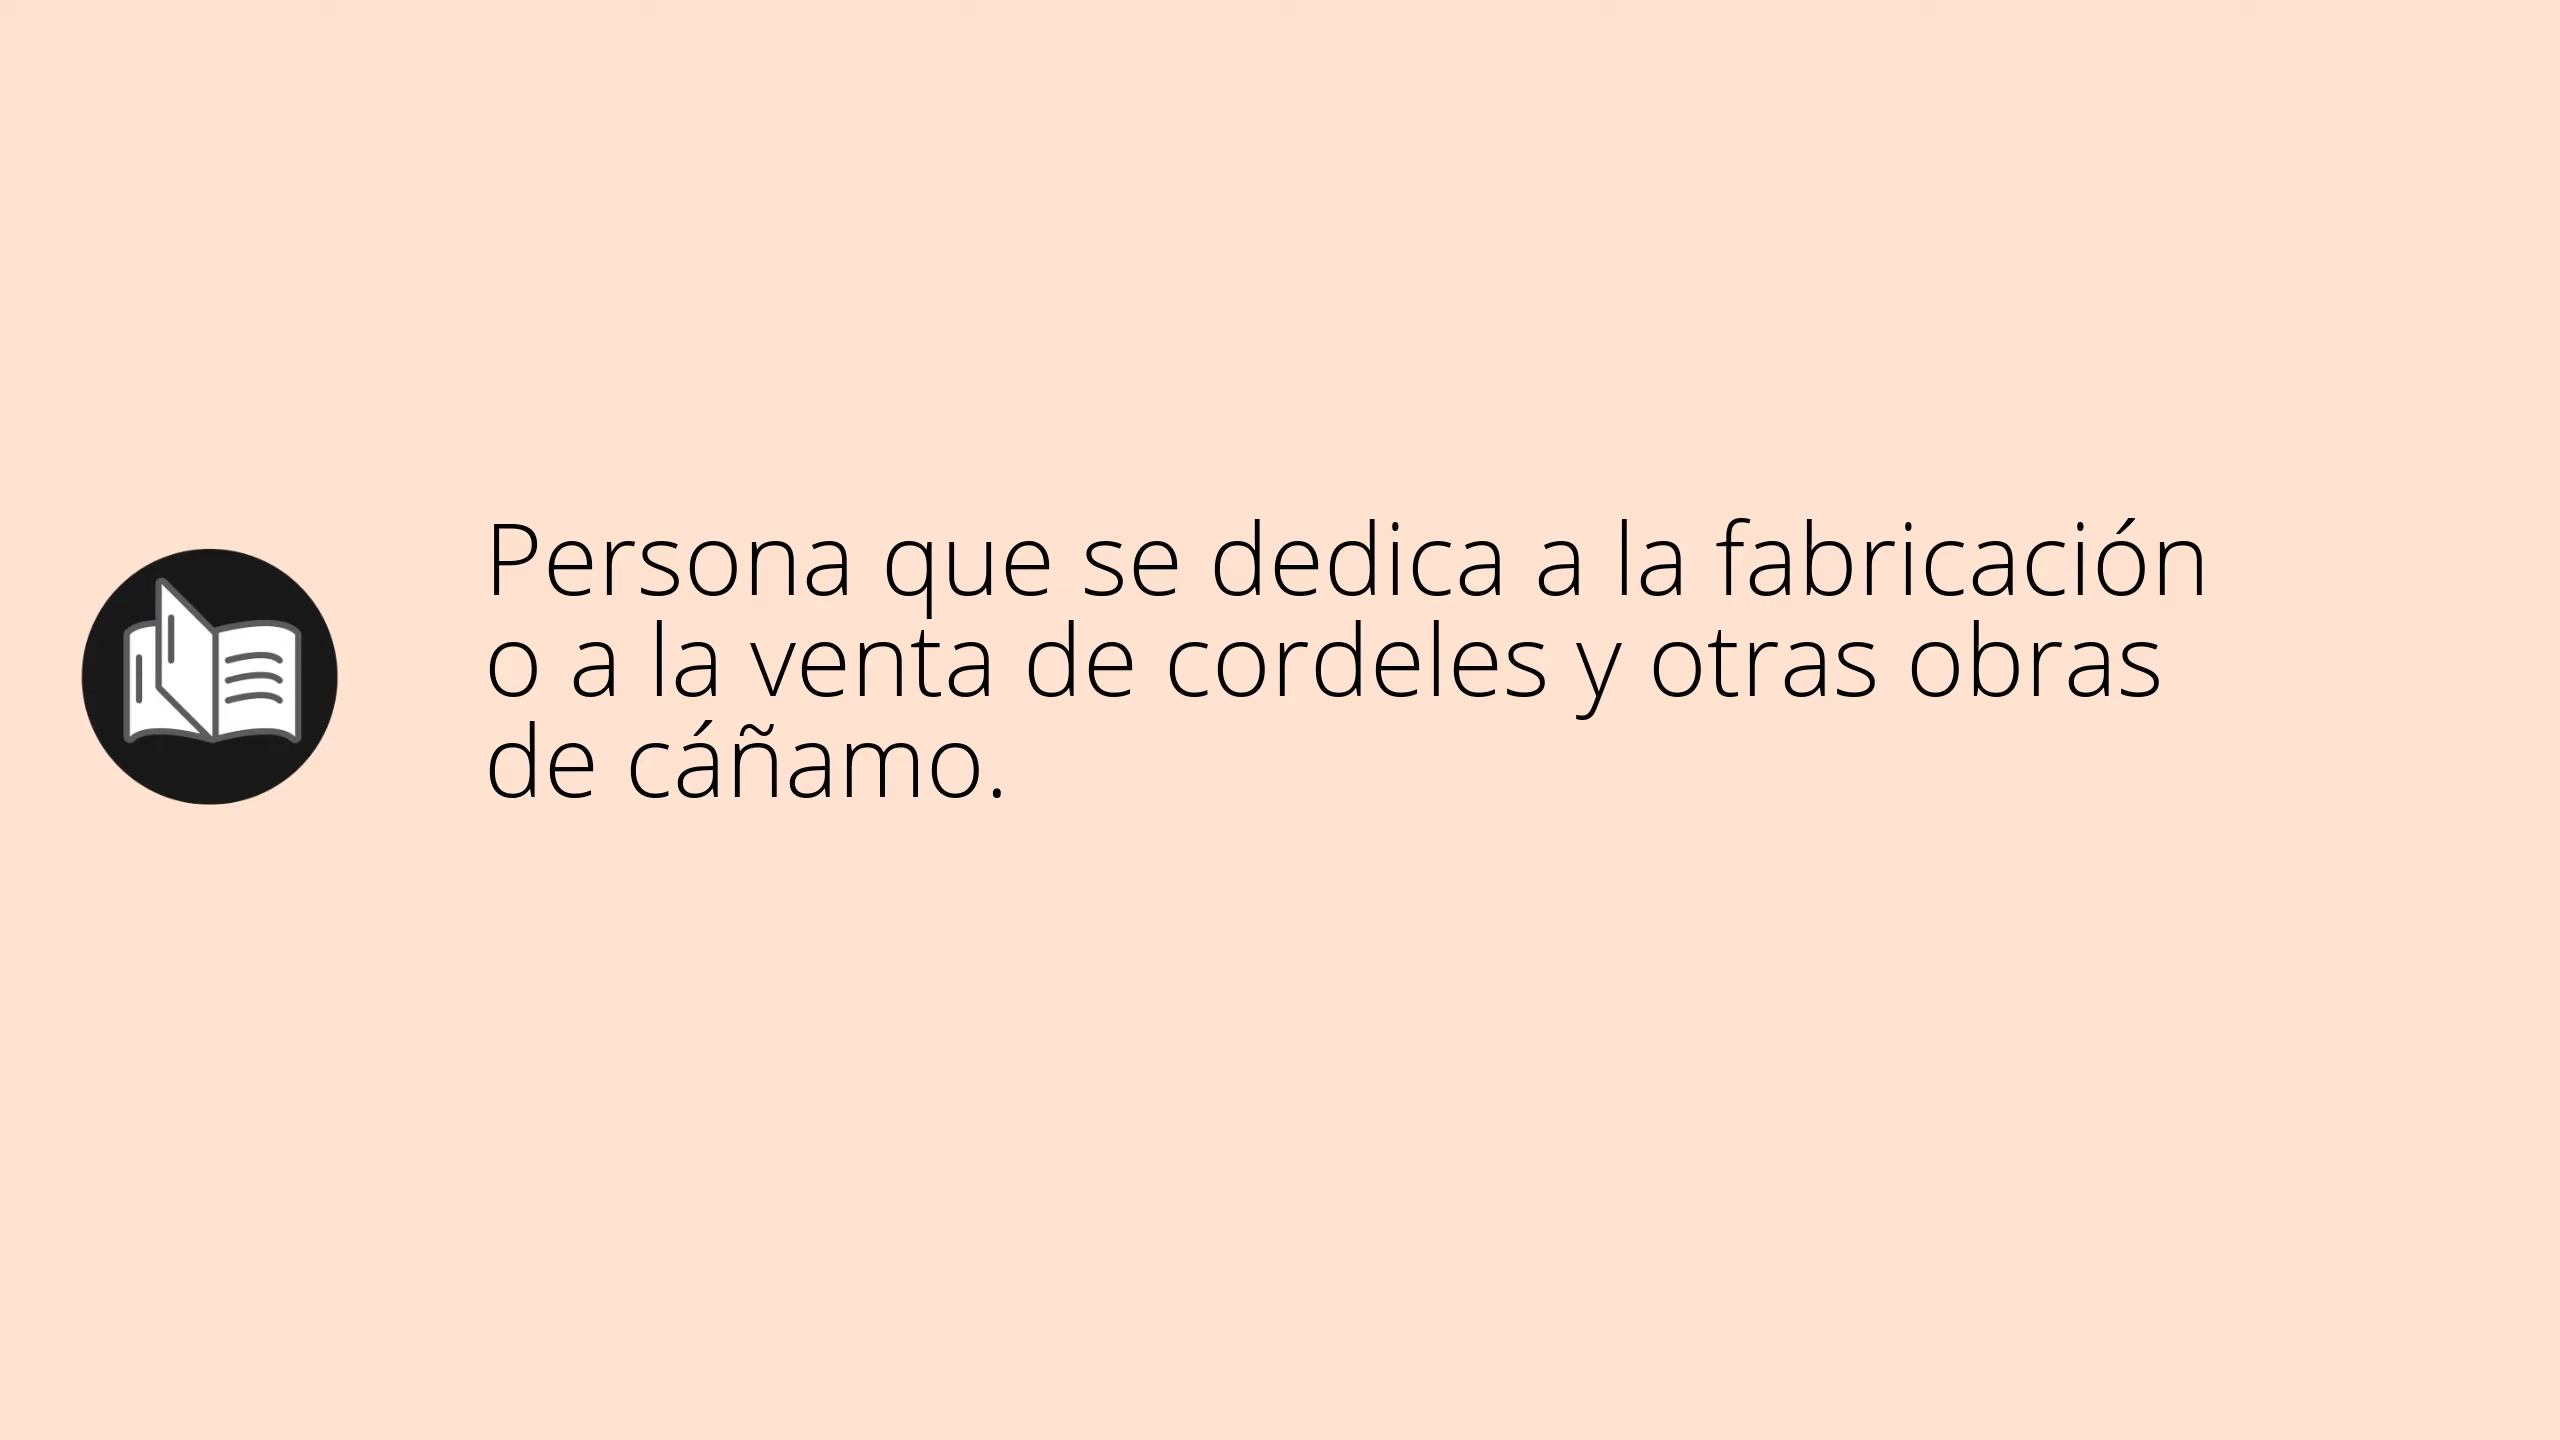 Persona que se dedica a la fabricación
o a la venta de cordeles y otras obras
de cáñamo.